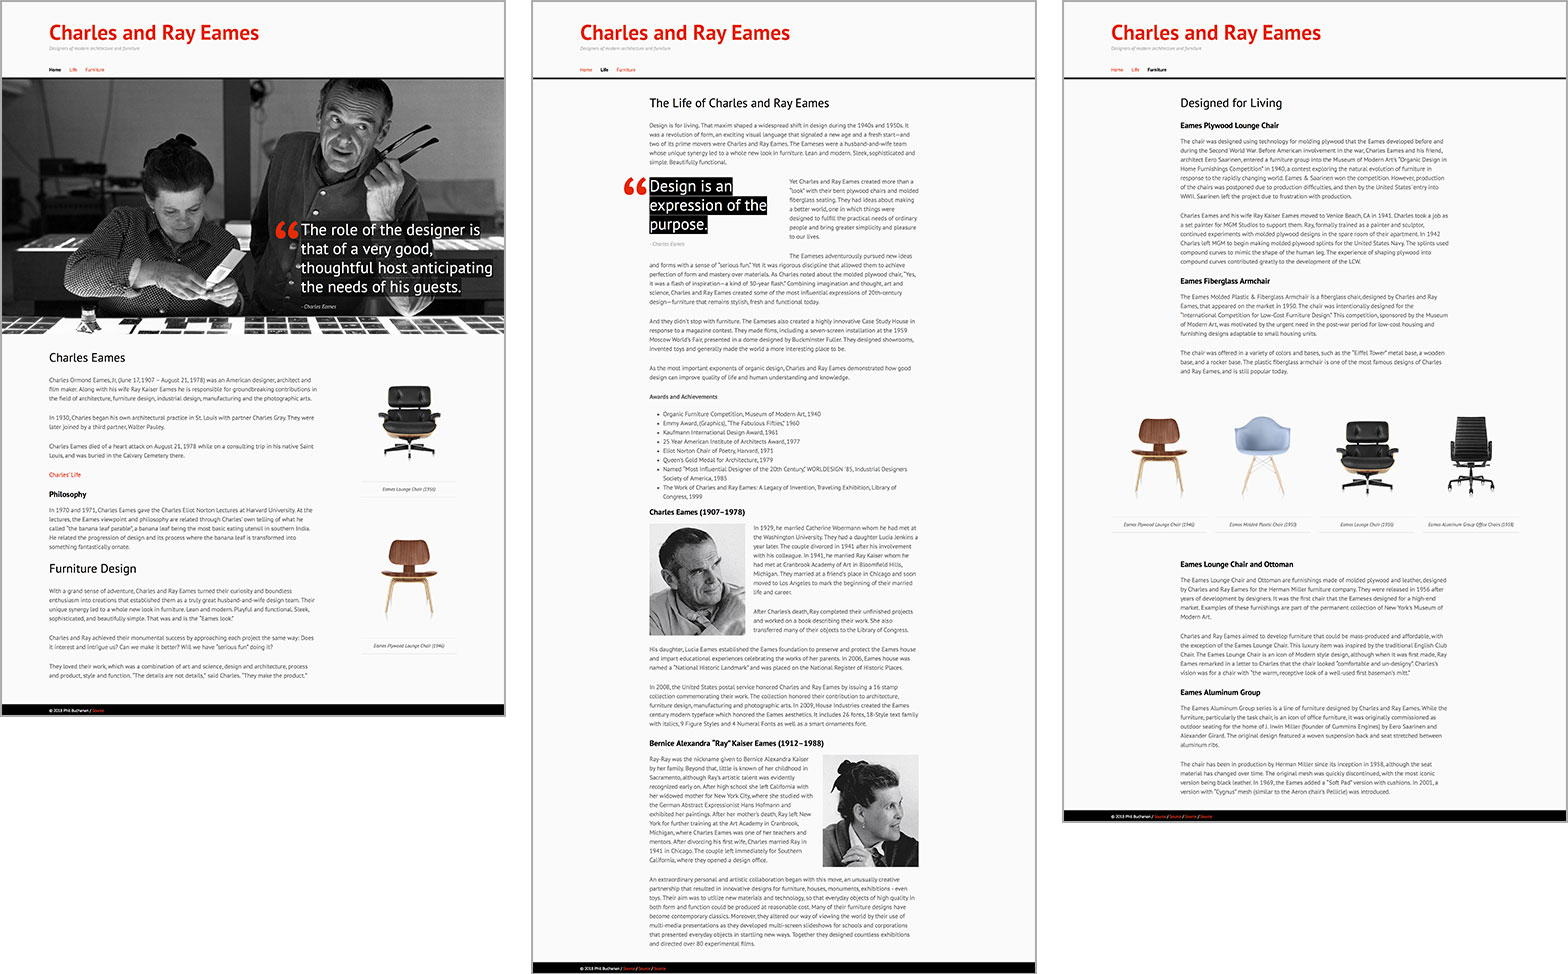 Charles and Ray Eames
Designers of modern architecture and furniture
Home Life Furniture
“The role of the designer is
that of a very good,
thoughtful host anticipating
the needs of his guests.
- Charles Eames
Charles Eames
Charles Ormond Eames, Jr, (June 17, 1907 – August 21, 1978) was an American designer, architect and
film maker. Along with his wife Ray Kaiser Eames he is responsible for groundbreaking contributions in
the field of architecture, furniture design, industrial design, manufacturing and the photographic arts.
In 1930, Charles began his own architectural practice in St. Louis with partner Charles Gray. They were
later joined by a third partner, Walter Pauley.
Charles Eames died of a heart attack on August 21, 1978 while on a consulting trip in his native Saint
Louis, and was buried in the Calvary Cemetery there.
Charles' Life
Philosophy
In 1970 and 1971, Charles Eames gave the Charles Eliot Norton Lectures at Harvard University. At the
lectures, the Eames viewpoint and philosophy are related through Charles' own telling of what he
called “the banana leaf parable”, a banana leaf being the most basic eating utensil in southern India.
He related the progression of design and its process where the banana leaf is transformed into
something fantastically ornate.
Furniture Design
With a grand sense of adventure, Charles and Ray Eames turned their curiosity and boundless
enthusiasm into creations that established them as a truly great husband-and-wife design team. Their
unique synergy led to a whole new look in furniture. Lean and modern. Playful and functional. Sleek,
sophisticated, and beautifully simple. That was and is the “Eames look.”
Charles and Ray achieved their monumental success by approaching each project the same way: Does
it interest and intrigue us? Can we make it better? Will we have “serious fun” doing it?
They loved their work, which was a combination of art and science, design and architecture, process
and product, style and function. “The details are not details,” said Charles. “They make the product.”
Eames Lounge Chair (1956)
Eames Plywood Lounge Chair (1946)
© 2018 Phil Buchanan / Source
Charles and Ray Eames
Designers of modern architecture and furniture
Home Life Furniture
The Life of Charles and Ray Eames
Design is for living. That maxim shaped a widespread shift in design during the 1940s and 1950s. It
was a revolution of form, an exciting visual language that signaled a new age and a fresh start—and
two of its prime movers were Charles and Ray Eames. The Eameses were a husband-and-wife team
whose unique synergy led to a whole new look in furniture. Lean and modern. Sleek, sophisticated and
simple. Beautifully functional.
“Design is an
expression of the
purpose.
- Charles Eames
Yet Charles and Ray Eames created more than a
“look” with their bent plywood chairs and molded
fiberglass seating. They had ideas about making
a better world, one in which things were
designed to fulfill the practical needs of ordinary
people and bring greater simplicity and pleasure
to our lives.
The Eameses adventurously pursued new ideas
and forms with a sense of “serious fun.” Yet it was rigorous discipline that allowed them to achieve
perfection of form and mastery over materials. As Charles noted about the molded plywood chair, “Yes,
it was a flash of inspiration—a kind of 30-year flash.” Combining imagination and thought, art and
science, Charles and Ray Eames created some of the most influential expressions of 20th-century
design—furniture that remains stylish, fresh and functional today.
And they didn't stop with furniture. The Eameses also created a highly innovative Case Study House in
response to a magazine contest. They made films, including a seven-screen installation at the 1959
Moscow World's Fair, presented in a dome designed by Buckminster Fuller. They designed showrooms,
invented toys and generally made the world a more interesting place to be.
As the most important exponents of organic design, Charles and Ray Eames demonstrated how good
design can improve quality of life and human understanding and knowledge.
Awards and Achievements
• Organic Furniture Competition, Museum of Modern Art, 1940
• Emmy Award, (Graphics), “The Fabulous Fifties,” 1960
• Kaufmann International Design Award, 1961
• 25 Year American Institute of Architects Award, 1977
• Eliot Norton Chair of Poetry, Harvard, 1971
• Queen's Gold Medal for Architecture, 1979
• Named “Most Influential Designer of the 20th Century,” WORLDESIGN '85, Industrial Designers
Society of America, 1985
• The Work of Charles and Ray Eames: A Legacy of Invention, Traveling Exhibition, Library of
Congress, 1999
Charles Eames (1907–1978)
In 1929, he married Catherine Woermann whom he had met at
the Washington University. They had a daughter Lucia Jenkins a
year later. The couple divorced in 1941 after his involvement
with his colleague. In 1941, he married Ray Kaiser whom he
had met at Cranbrook Academy of Art in Bloomfield Hills,
Michigan. They married at a friend's place in Chicago and soon
moved to Los Angeles to mark the beginning of their married
life and career.
After Charles's death, Ray completed their unfinished projects
and worked on a book describing their work. She also
transferred many of their objects to the Library of Congress.
His daughter, Lucia Eames established the Eames foundation to preserve and protect the Eames house
and impart educational experiences celebrating the works of her parents. In 2006, Eames house was
named a “National Historic Landmark” and was placed on the National Register of Historic Places.
In 2008, the United States postal service honored Charles and Ray Eames by issuing a 16 stamp
collection commemorating their work. The collection honored their contribution to architecture,
furniture design, manufacturing and photographic arts. In 2009, House Industries created the Eames
century modern typeface which honored the Eames aesthetics. It includes 26 fores, 18-Style text family
with italics, 9 Figure Styles and 4 Numeral Fonts as well as a smart ornaments font.
Bernice Alexandra “Ray” Kaiser Eames (1912–1988)
Ray-Ray was the nickname given to Bernice Alexandra Kaiser
by her family. Beyond that, little is known of her childhood in
Sacramento, although Ray's artistic talent was evidently
recognized early on. After high school she left California with
her widowed mother for New York City, where she studied with
the German Abstract Expressionist Hans Hofmann and
exhibited her paintings. After her mother's death, Ray left New
York for further training at the Art Academy in Cranbrook,
Michigan, where Charles Eames was one of her teachers and
mentors. After divorcing his first wife, Charles married Ray in
1941 in Chicago. The couple left immediately for Southern
California, where they opened a design office.
An extraordinary personal and artistic collaboration began with this move, an unusually creative
partnership that resulted in innovative designs for furniture, houses, monuments, exhibitions - even
toys. Their aim was to utilize new materials and technology, so that everyday objects of high quality in
both form and function could be produced at reasonable cost. Many of their furniture designs have
become contemporary classics. Moreover, they altered our way of viewing the world by their use of
multi-media presentations as they developed multi-screen slideshows for schools and corporations
that presented everyday objects in startling new ways. Together they designed countless exhibitions
and directed over 80 experimental films.
© 2018 Phil Buchanan / Source / Source / Source
Charles and Ray Eames
Designers of modern architecture and furniture
Home Life Furniture
Designed for Living
Eames Plywood Lounge Chair
The chair was designed using technology for molding plywood that the Eames developed before and
during the Second World War. Before American involvement in the war, Charles Eames and his friend,
architect Eero Saarinen, entered a furniture group into the Museum of Modern Art's “Organic Design in
Home Furnishings Competition” in 1940, a contest exploring the natural evolution of furniture in
response to the rapidly changing world. Eames & Saarinen won the competition. However, production
of the chairs was postponed due to production difficulties, and then by the United States' entry into
WWII. Saarinen left the project due to frustration with production.
Charles Eames and his wife Ray Kaiser Eames moved to Venice Beach, CA in 1941. Charles took a job as
a set painter for MGM Studios to support them. Ray, formally trained as a painter and sculptor,
continued experiments with molded plywood designs in the spare room of their apartment. In 1942
Charles left MGM to begin making molded plywood splints for the United States Navy. The splints used
compound curves to mimic the shape of the human leg. The experience of shaping plywood into
compound curves contributed greatly to the development of the LCW.
Eames Fiberglass Armchair
The Eames Molded Plastic & Fiberglass Armchair is a fiberglass chair, designed by Charles and Ray
Eames, that appeared on the market in 1950. The chair was intentionally designed for the
“International Competition for Low-Cost Furniture Design.” This competition, sponsored by the Museum
of Modern Art, was motivated by the urgent need in the post-war period for low-cost housing and
furnishing designs adaptable to small housing units.
The chair was offered in a variety of colors and bases, such as the “Eiffel Tower” metal base, a wooden
base, and a rocker base. The plastic fiberglass armchair is one of the most famous designs of Charles
and Ray Eames, and is still popular today.
Eames Plywood Lounge Chair (1946)
Eames Molded Plastic Chair (1950)
Eames Lounge Chair (1956)
Eames Aluminum Group Office Chairs (1958)
Eames Lounge Chair and Ottoman
The Eames Lounge Chair and Ottoman are furnishings made of molded plywood and leather, designed
by Charles and Ray Eames for the Herman Miller furniture company. They were released in 1956 after
years of development by designers. It was the first chair that the Eameses designed for a high-end
market. Examples of these furnishings are part of the permanent collection of New York's Museum of
Modern Art.
Charles and Ray Eames aimed to develop furniture that could be mass-produced and affordable, with
the exception of the Eames Lounge Chair. This luxury item was inspired by the traditional English Club
Chair. The Eames Lounge Chair is an icon of Modern style design, although when it was first made, Ray
Eames remarked in a letter to Charles that the chair looked “comfortable and un-designy”. Charles's
vision was for a chair with “the warm, receptive look of a well-used first baseman's mitt.”
Eames Aluminum Group
The Eames Aluminum Group series is a line of furniture designed by Charles and Ray Eames. While the
furniture, particularly the task chair, is an icon of office furniture, it was originally commissioned as
outdoor seating for the home of J. Irwin Miller (founder of Cummins Engines) by Eero Saarinen and
Alexander Girard. The original design featured a woven suspension back and seat stretched between
aluminum ribs.
The chair has been in production by Herman Miller since its inception in 1958, although the seat
material has changed over time. The original mesh was quickly discontinued, with the most iconic
version being black leather. In 1969, the Eames added a “Soft Pad” version with cushions. In 2001, a
version with “Cygnus” mesh (similar to the Aeron chair's Pellicle) was introduced.
© 2018 Phil Buchanan / Source / Source / Source / Source